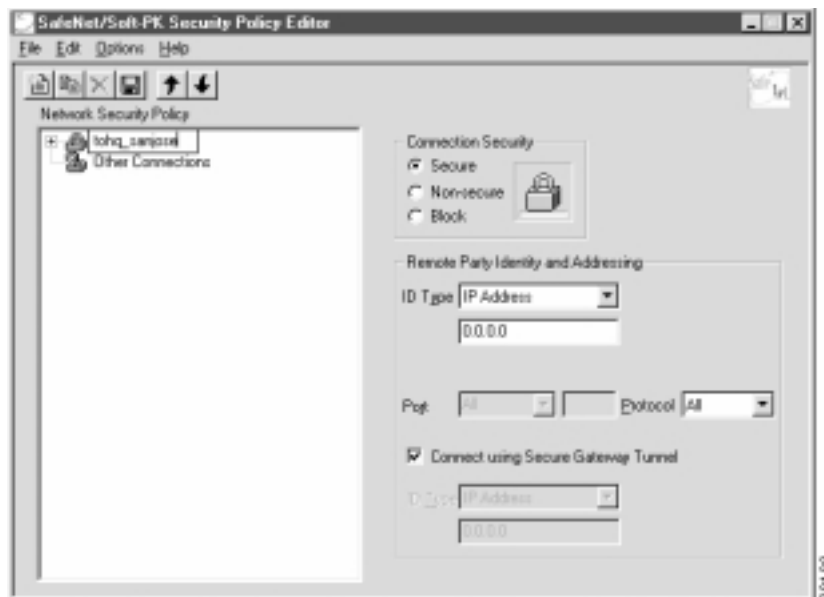 SafeNet/Soft-PK Security Policy Editor
File Edit Options Help
Network Security Policy
tohq_sanjose
Other Connections
Connection Security
Secure
Non-secure
Block
Remote Party Identity and Addressing
ID Type IP Address
0.0.0.0
Port All Protocol All
Connect using Secure Gateway Tunnel
ID Type IP Address
0.0.0.0